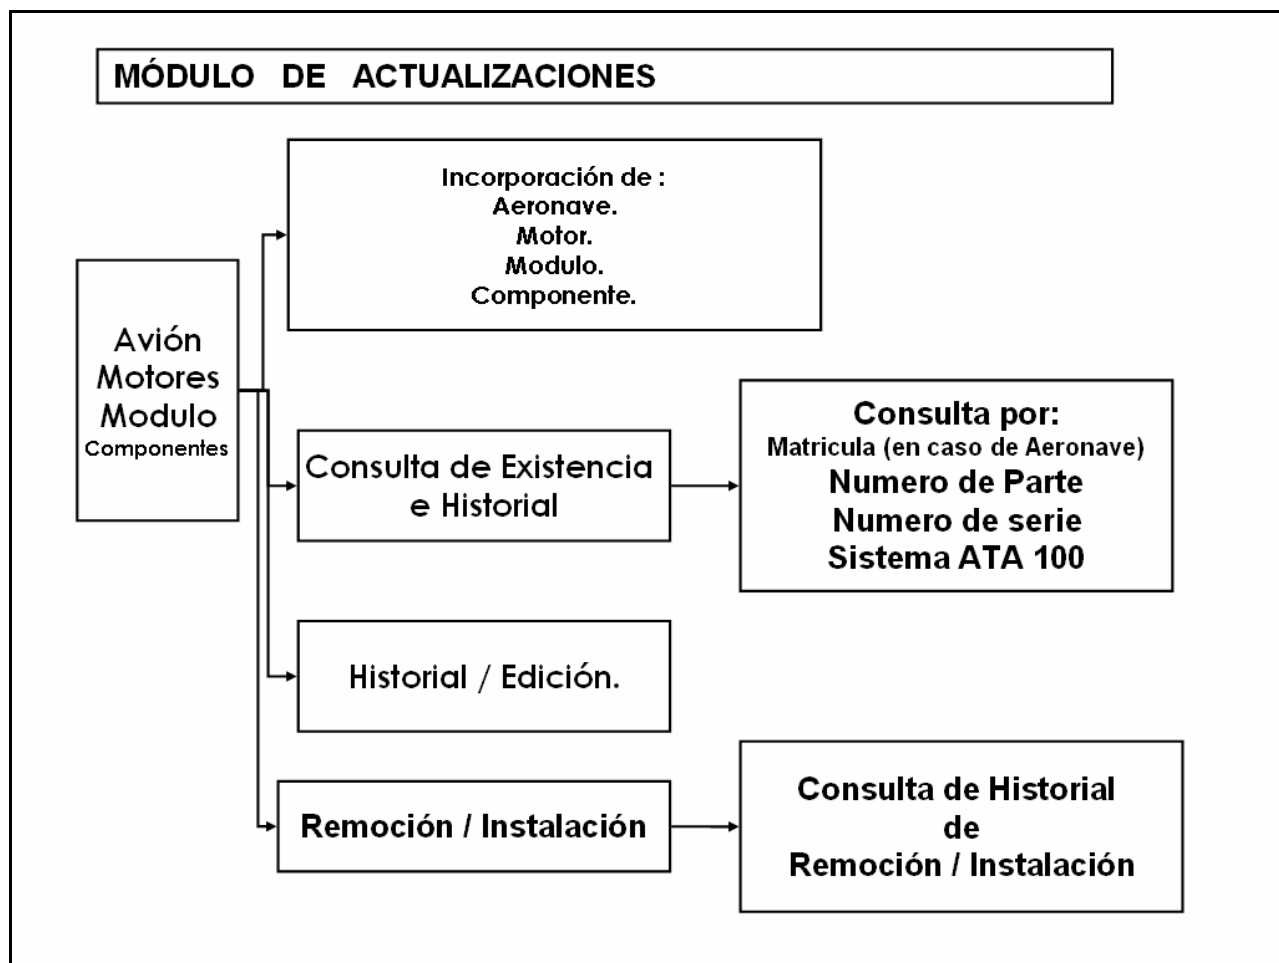 MÓDULO DE ACTUALIZACIONES
Incorporación de :
Aeronave.
Motor.
Modulo.
Componente.
Avión
Motores
Modulo
Componentes
Consulta de Existencia
e Historial
Consulta por:
Matricula (en caso de Aeronave)
Numero de Parte
Numero de serie
Sistema ATA 100
Historial / Edición.
Remoción / Instalación
Consulta de Historial
de
Remoción / Instalación